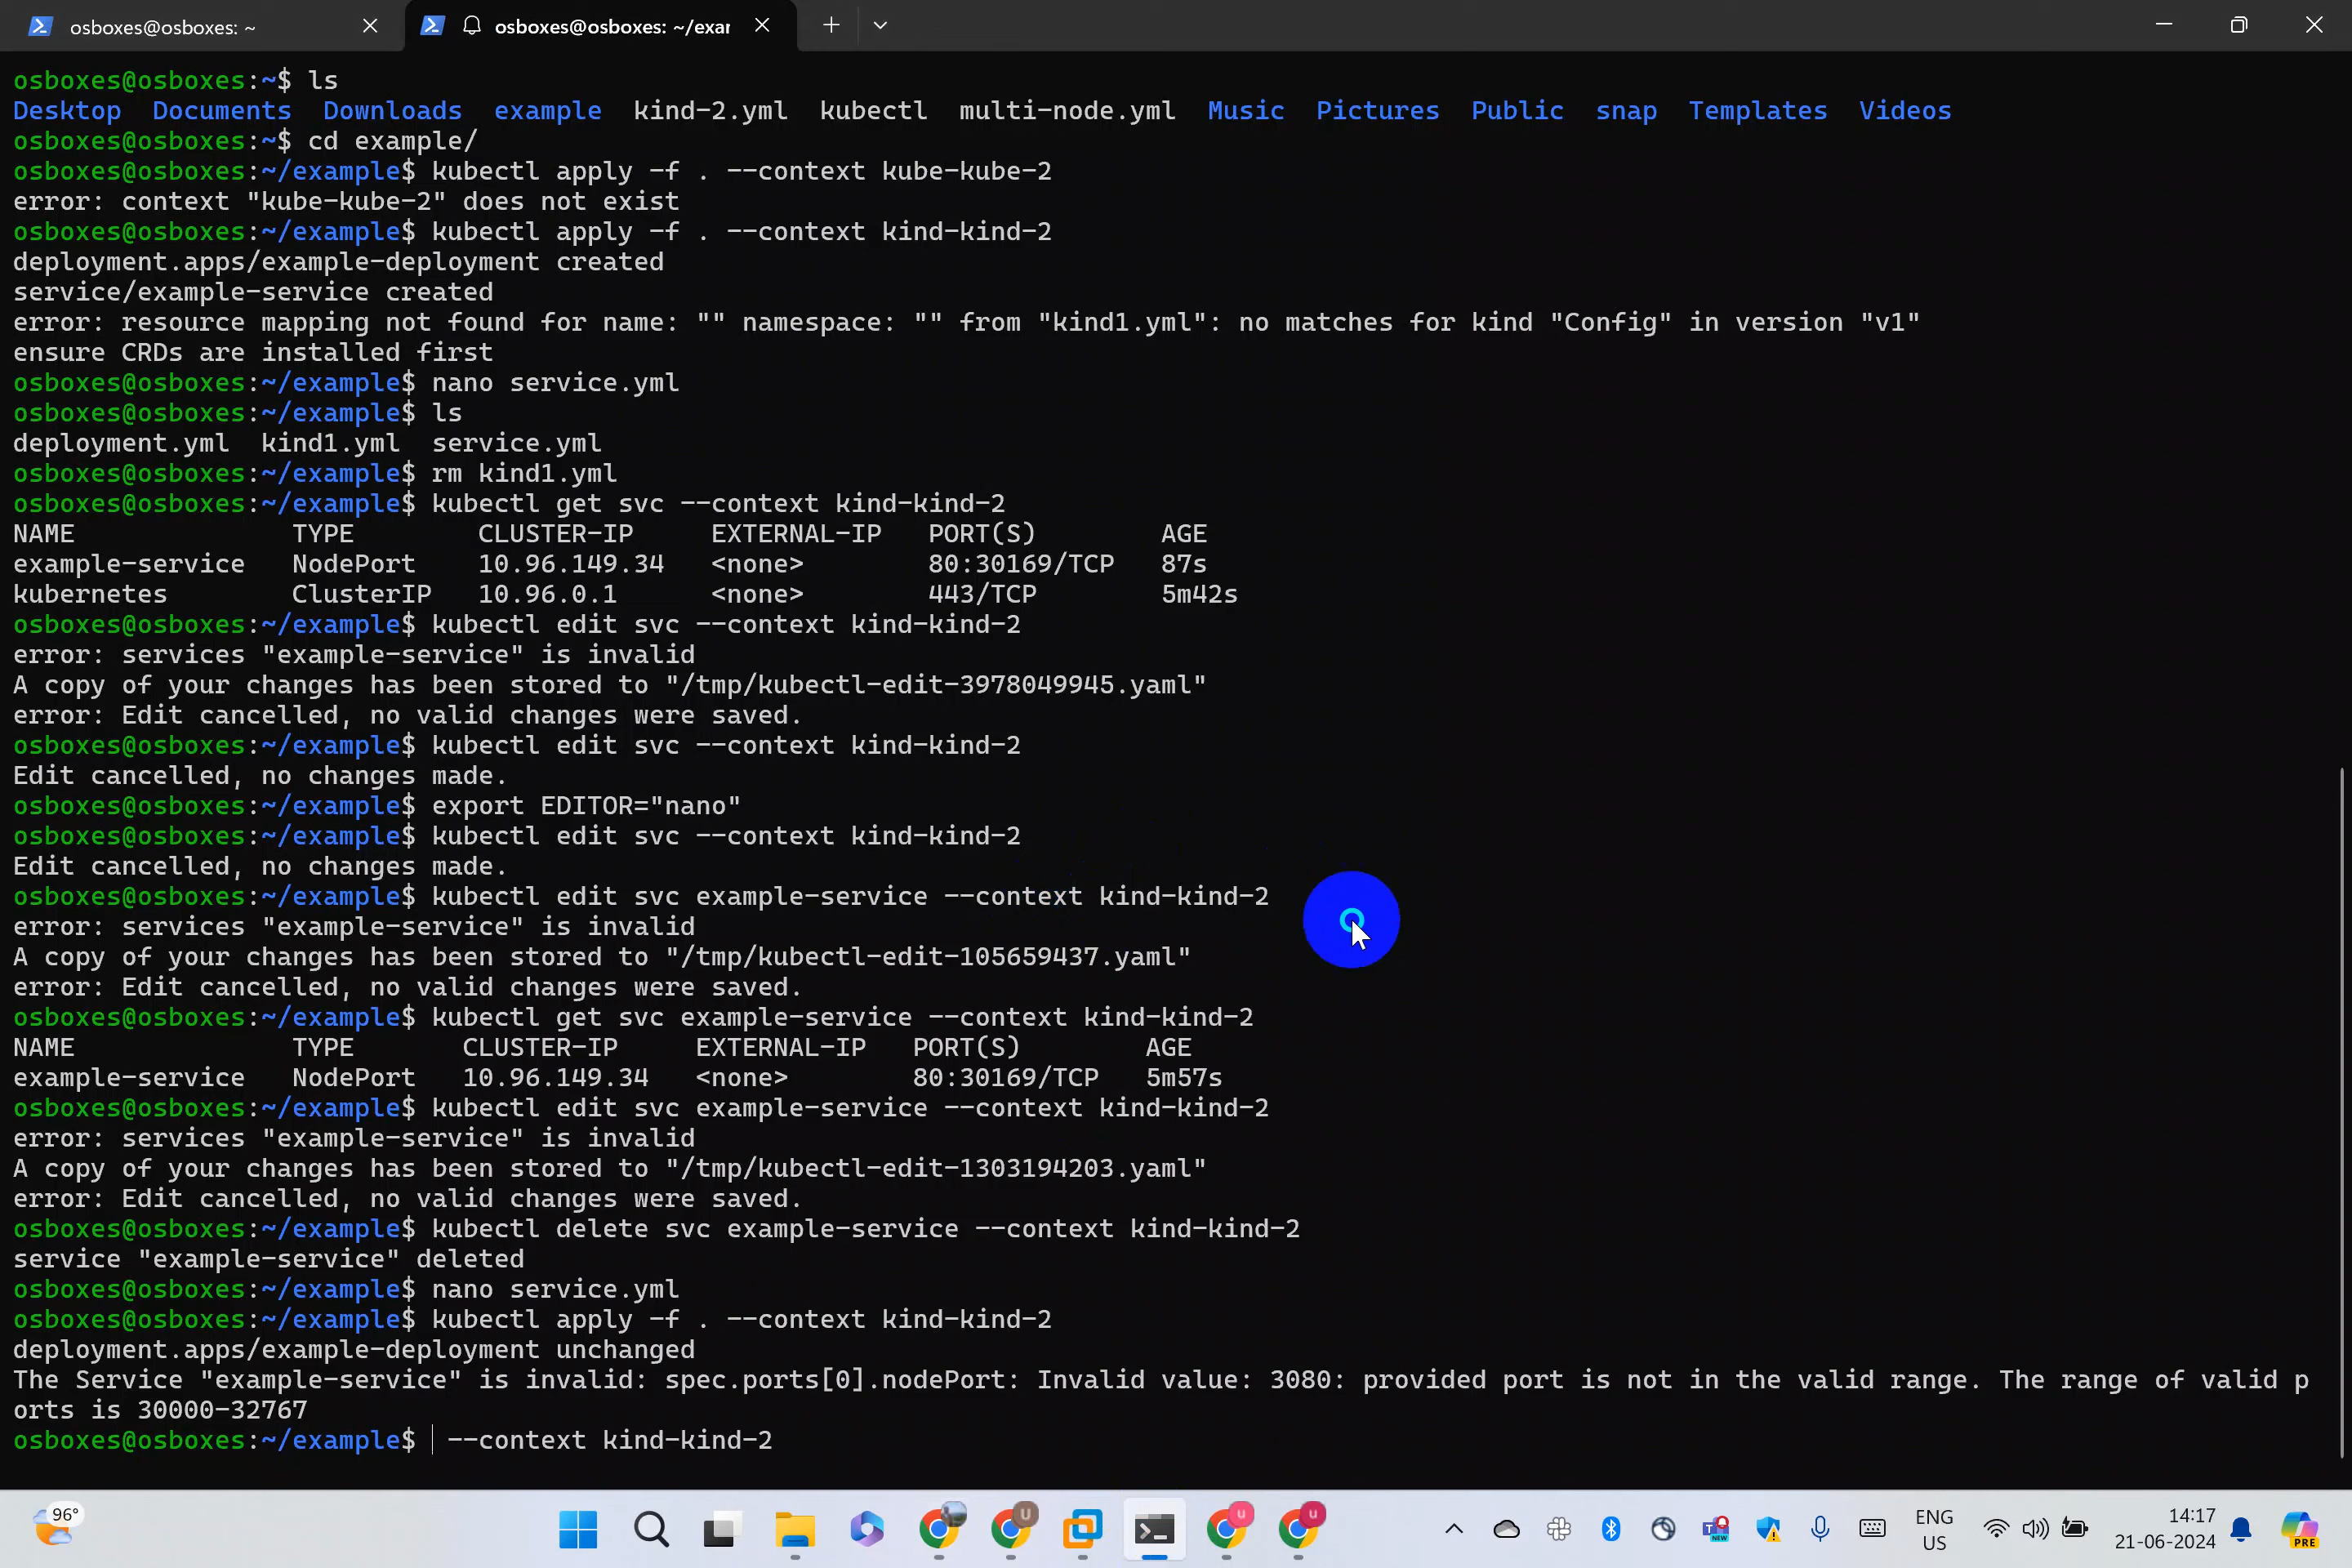 osboxes@osboxes: ~
osboxes@osboxes: ~/exar
osboxes@osboxes:~$ ls
Desktop  Documents  Downloads  example  kind-2.yml  kubectl  multi-node.yml  Music  Pictures  Public  snap  Templates  Videos
osboxes@osboxes:~$ cd example/
osboxes@osboxes:~/example$ kubectl apply -f . --context kube-kube-2
error: context "kube-kube-2" does not exist
osboxes@osboxes:~/example$ kubectl apply -f . --context kind-kind-2
deployment.apps/example-deployment created
service/example-service created
error: resource mapping not found for name: "" namespace: "" from "kind1.yml": no matches for kind "Config" in version "v1"
ensure CRDs are installed first
osboxes@osboxes:~/example$ nano service.yml
osboxes@osboxes:~/example$ ls
deployment.yml  kind1.yml  service.yml
osboxes@osboxes:~/example$ rm kind1.yml
osboxes@osboxes:~/example$ kubectl get svc --context kind-kind-2
NAME              TYPE        CLUSTER-IP     EXTERNAL-IP   PORT(S)        AGE
example-service   NodePort    10.96.149.34   <none>        80:30169/TCP   87s
kubernetes        ClusterIP   10.96.0.1      <none>        443/TCP        5m42s
osboxes@osboxes:~/example$ kubectl edit svc --context kind-kind-2
error: services "example-service" is invalid
A copy of your changes has been stored to "/tmp/kubectl-edit-3978049945.yaml"
error: Edit cancelled, no valid changes were saved.
osboxes@osboxes:~/example$ kubectl edit svc --context kind-kind-2
Edit cancelled, no changes made.
osboxes@osboxes:~/example$ export EDITOR="nano"
osboxes@osboxes:~/example$ kubectl edit svc --context kind-kind-2
Edit cancelled, no changes made.
osboxes@osboxes:~/example$ kubectl edit svc example-service --context kind-kind-2
error: services "example-service" is invalid
A copy of your changes has been stored to "/tmp/kubectl-edit-105659437.yaml"
error: Edit cancelled, no valid changes were saved.
osboxes@osboxes:~/example$ kubectl get svc example-service --context kind-kind-2
NAME              TYPE       CLUSTER-IP     EXTERNAL-IP   PORT(S)        AGE
example-service   NodePort   10.96.149.34   <none>        80:30169/TCP   5m57s
osboxes@osboxes:~/example$ kubectl edit svc example-service --context kind-kind-2
error: services "example-service" is invalid
A copy of your changes has been stored to "/tmp/kubectl-edit-1303194203.yaml"
error: Edit cancelled, no valid changes were saved.
osboxes@osboxes:~/example$ kubectl delete svc example-service --context kind-kind-2
service "example-service" deleted
osboxes@osboxes:~/example$ nano service.yml
osboxes@osboxes:~/example$ kubectl apply -f . --context kind-kind-2
deployment.apps/example-deployment unchanged
The Service "example-service" is invalid: spec.ports[0].nodePort: Invalid value: 3080: provided port is not in the valid range. The range of valid p
orts is 30000-32767
osboxes@osboxes:~/example$  --context kind-kind-2
96°
U
u
u
NEW
ENG
US
14:17
21-06-2024
PRE